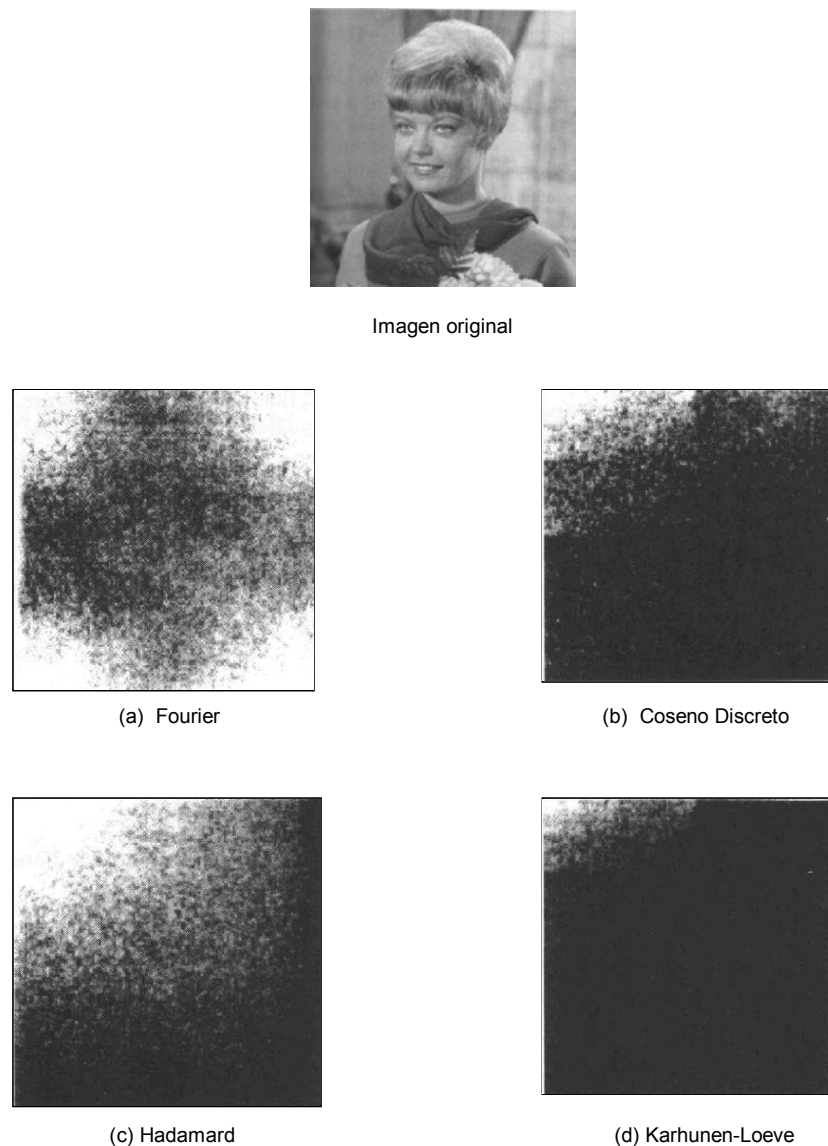 Imagen original
(a) Fourier
(b) Coseno Discreto
(c) Hadamard
(d) Karhunen-Loeve